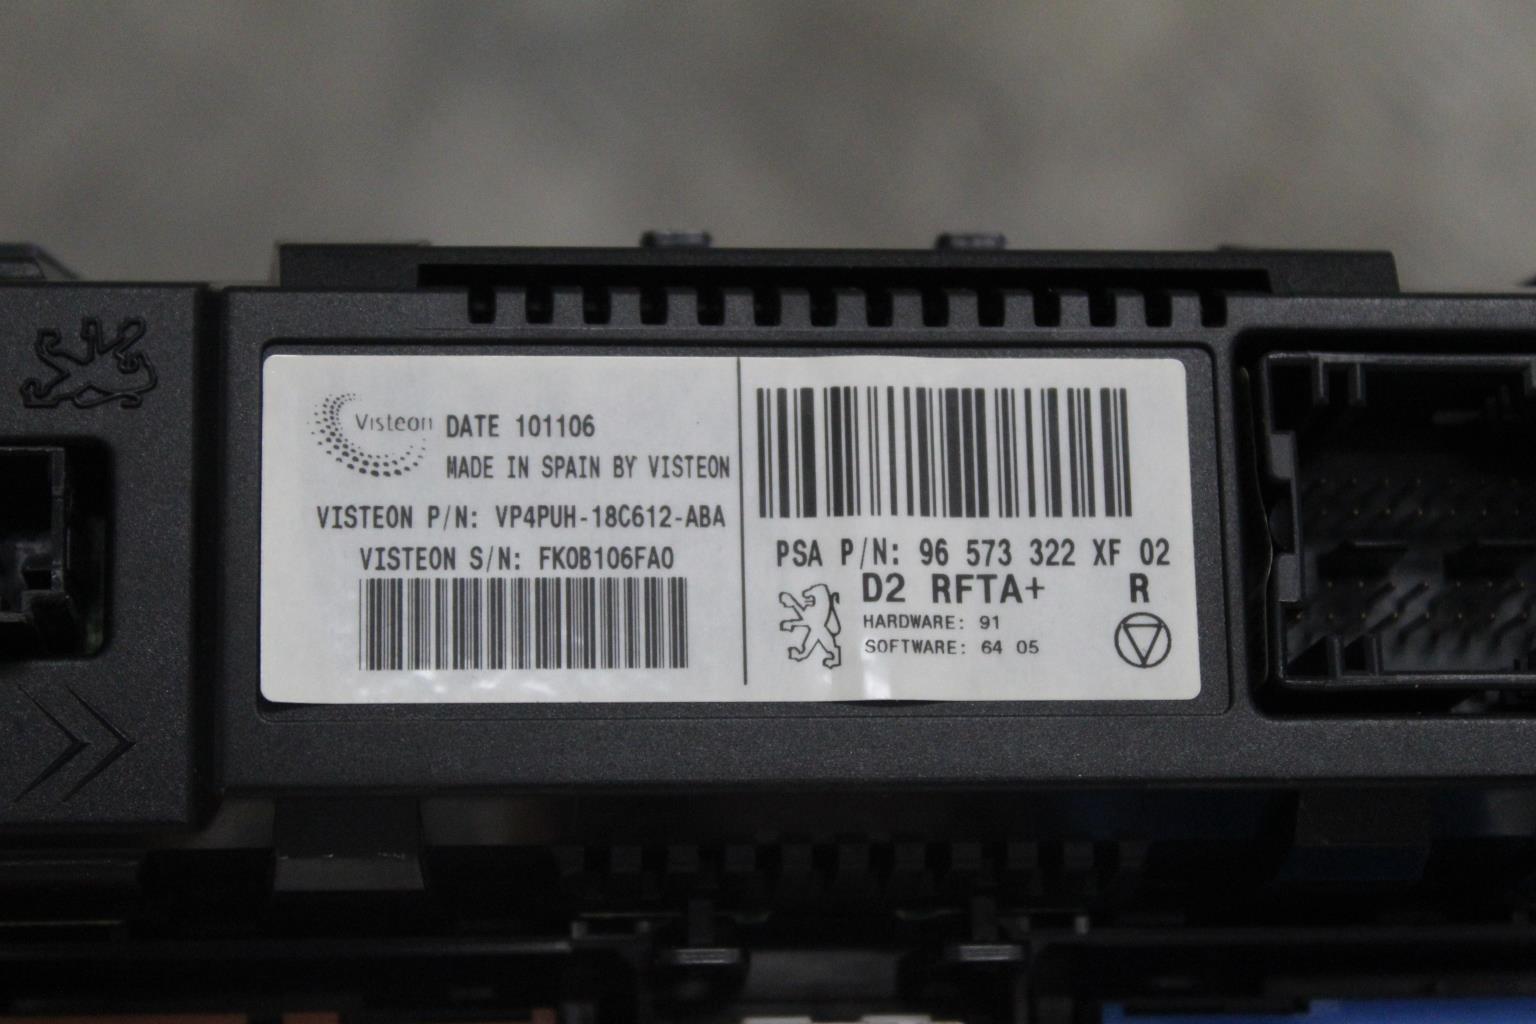 Visteon DATE 101106
MADE IN SPAIN BY VISTEON
VISTEON P/N: VP4PUH-18C612-ABA
VISTEON S/N: FK0B106FA0
PSA P/N: 96 573 322 XF 02
D2 RFTA+ R
HARDWARE: 91
SOFTWARE: 64 05